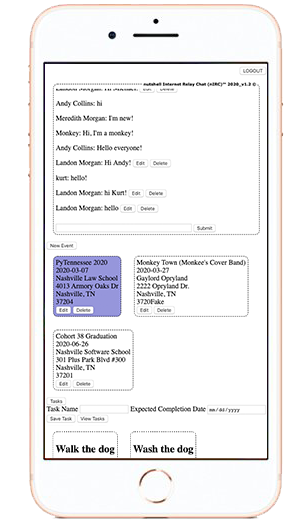 LOGOUT
nutshell Internet Relay Chat (nIRC)™ 2020_v1.2 ©
Landon Morgan: Hi Michael! Edit Delete
Andy Collins: hi
Meredith Morgan: I'm new!
Monkey: Hi, I'm a monkey!
Andy Collins: Hello everyone!
Landon Morgan: Hi Andy! Edit Delete
kurt: hello!
Landon Morgan: hi Kurt! Edit Delete
Landon Morgan: hello Edit Delete
Submit
New Event
PyTennessee 2020
2020-03-07
Nashville Law School
4013 Armory Oaks Dr
Nashville, TN
37204
Edit Delete
Monkey Town (Monkee's Cover Band)
2020-03-27
Gaylord Opryland
2222 Opryland Dr.
Nashville, TN
3720Fake
Edit Delete
Cohort 38 Graduation
2020-06-26
Nashville Software School
301 Plus Park Blvd #300
Nashville, TN
37201
Edit Delete
Tasks
Task Name Expected Completion Date mm/dd/yyyy
Save Task View Tasks
Walk the dog
Wash the dog